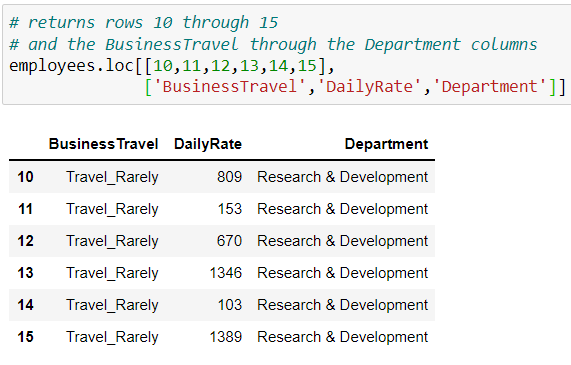 # returns rows 10 through 15
# and the BusinessTravel through the Department columns
employees.loc[[10,11,12,13,14,15],
['BusinessTravel','DailyRate','Department']]
BusinessTravel DailyRate Department
10 Travel_Rarely 809 Research & Development
11 Travel_Rarely 153 Research & Development
12 Travel_Rarely 670 Research & Development
13 Travel_Rarely 1346 Research & Development
14 Travel_Rarely 103 Research & Development
15 Travel_Rarely 1389 Research & Development